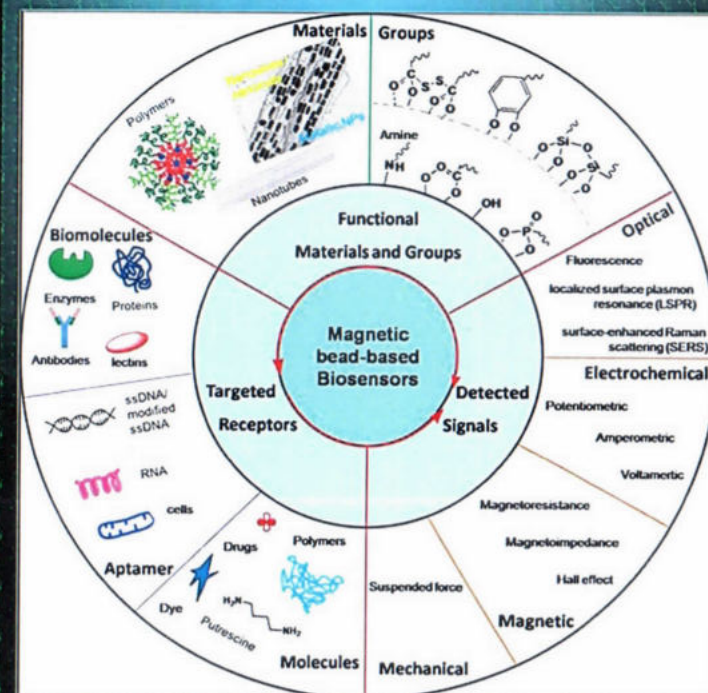 Materials
Polymers
Nanotubes
Groups
Amine
NH
OH
Functional
Materials and Groups
Optical
Fluorescence
localized surface plasmon
resonance (LSPR)
surface-enhanced Raman
scattering (SERS)
Biomolecules
Enzymes
Proteins
Antibodies
lectins
Magnetic
bead-based
Biosensors
Targeted
Receptors
Detected
Signals
Electrochemical
Potentiometric
Amperometric
Voltamertic
ssDNA/
modified
ssDNA
RNA
cells
Aptamer
Magnetoresistance
Magnetoimpedance
Hall effect
Magnetic
Drugs
Polymers
Dye
Putrescine
H₂N
NH₂
Molecules
Suspended force
Mechanical